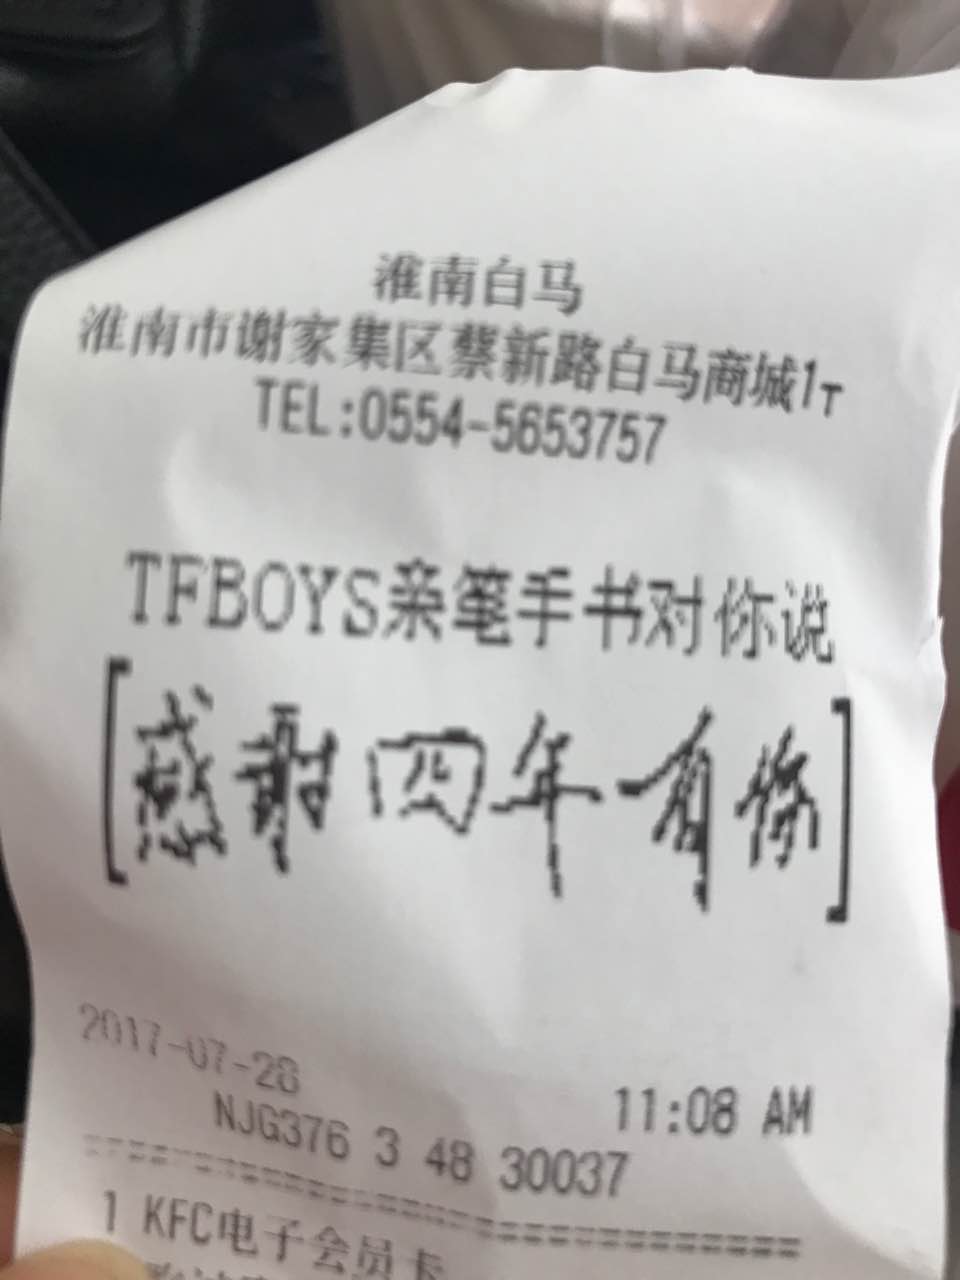 淮南白马
淮南市谢家集区蔡新路白马商城1T
TEL:0554-5653757
TFBOYS亲笔手书对你说
[感谢四年有你]
2017-07-28
11:08 AM
NJG376 3 48 30037
1 KFC电子会员卡